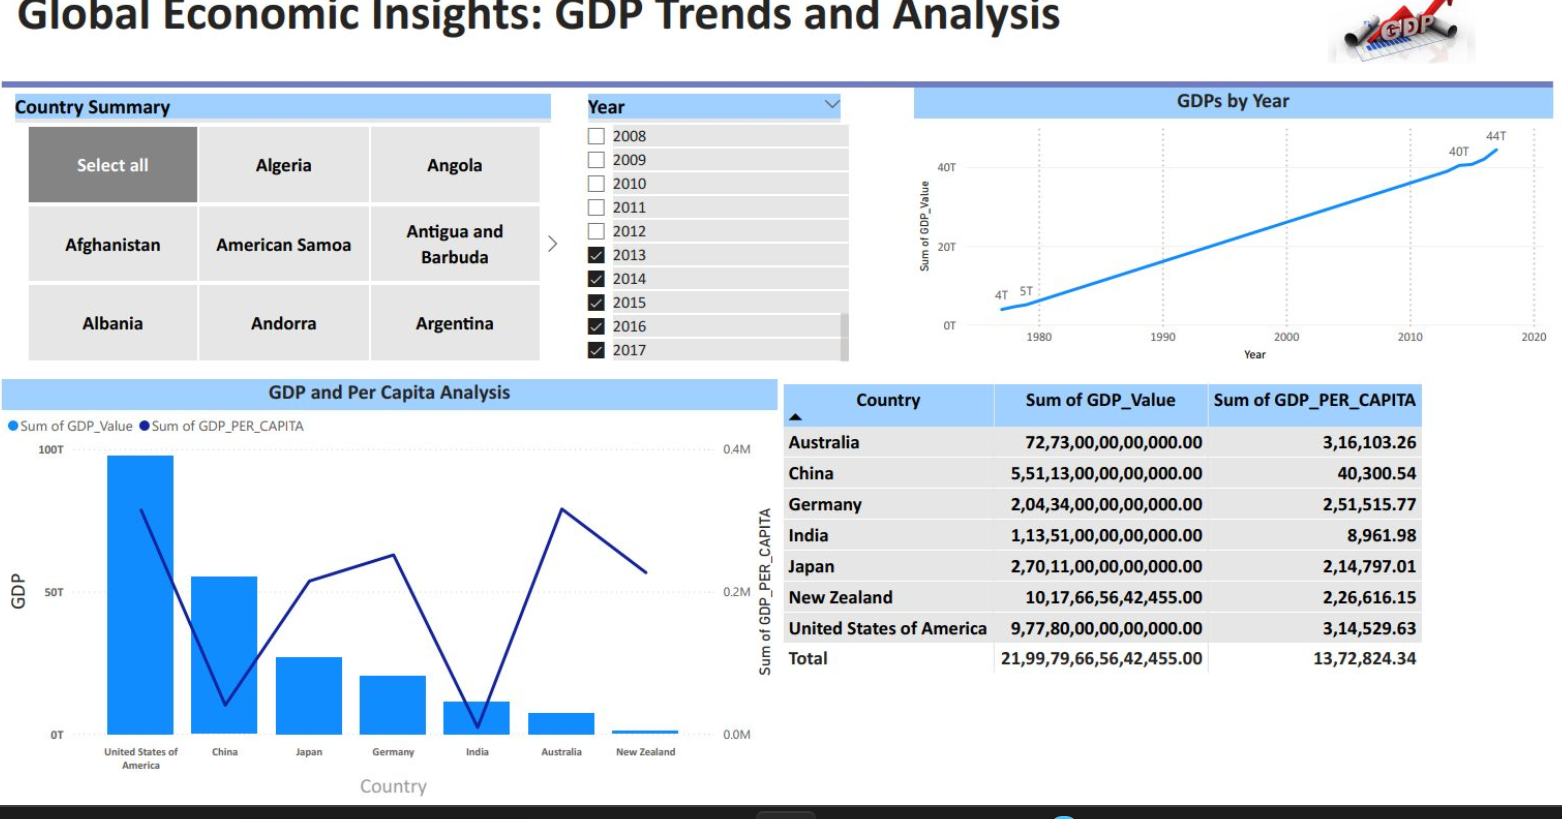 Global Economic Insights: GDP Trends and Analysis
GDP
Country Summary
Select all
Algeria
Angola
Afghanistan
American Samoa
Antigua and
Barbuda
Albania
Andorra
Argentina
Year
2008
2009
2010
2011
2012
2013
2014
2015
2016
2017
GDPs by Year
44T
40T
40T
20T
4T
5T
0T
Sum of GDP_Value
1980
1990
2000
2010
2020
Year
GDP and Per Capita Analysis
Sum of GDP_Value
Sum of GDP_PER_CAPITA
100T
50T
0T
GDP
0.4M
0.2M
0.0M
Sum of GDP_PER_CAPITA
United States of
America
China
Japan
Germany
India
Australia
New Zealand
Country
Country Sum of GDP_Value Sum of GDP_PER_CAPITA
Australia 72,73,00,00,00,000.00 3,16,103.26
China 5,51,13,00,00,00,000.00 40,300.54
Germany 2,04,34,00,00,00,000.00 2,51,515.77
India 1,13,51,00,00,00,000.00 8,961.98
Japan 2,70,11,00,00,00,000.00 2,14,797.01
New Zealand 10,17,66,56,42,455.00 2,26,616.15
United States of America 9,77,80,00,00,00,000.00 3,14,529.63
Total 21,99,79,66,56,42,455.00 13,72,824.34